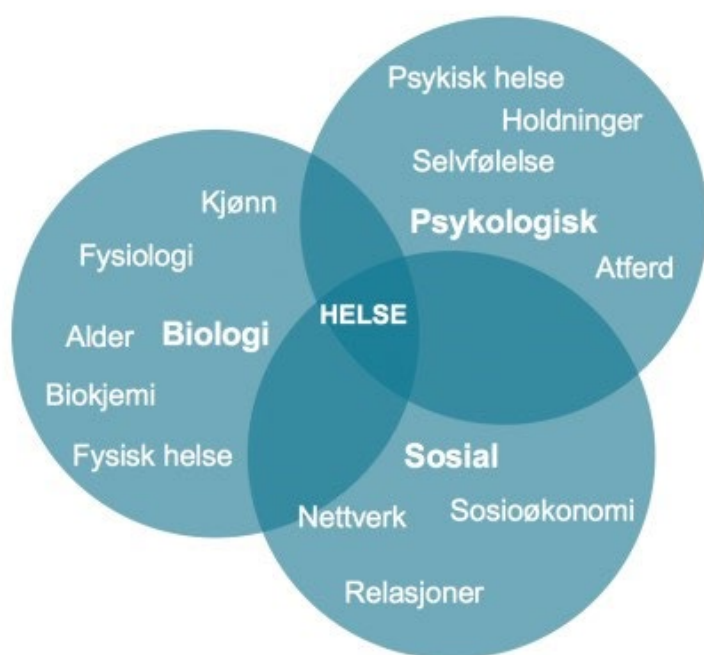 Psykisk helse
Holdninger
Selvfølelse
Psykologisk
Atferd
Kjønn
Fysiologi
HELSE
Alder
Biologi
Biokjemi
Fysisk helse
Sosial
Nettverk
Sosioøkonomi
Relasjoner